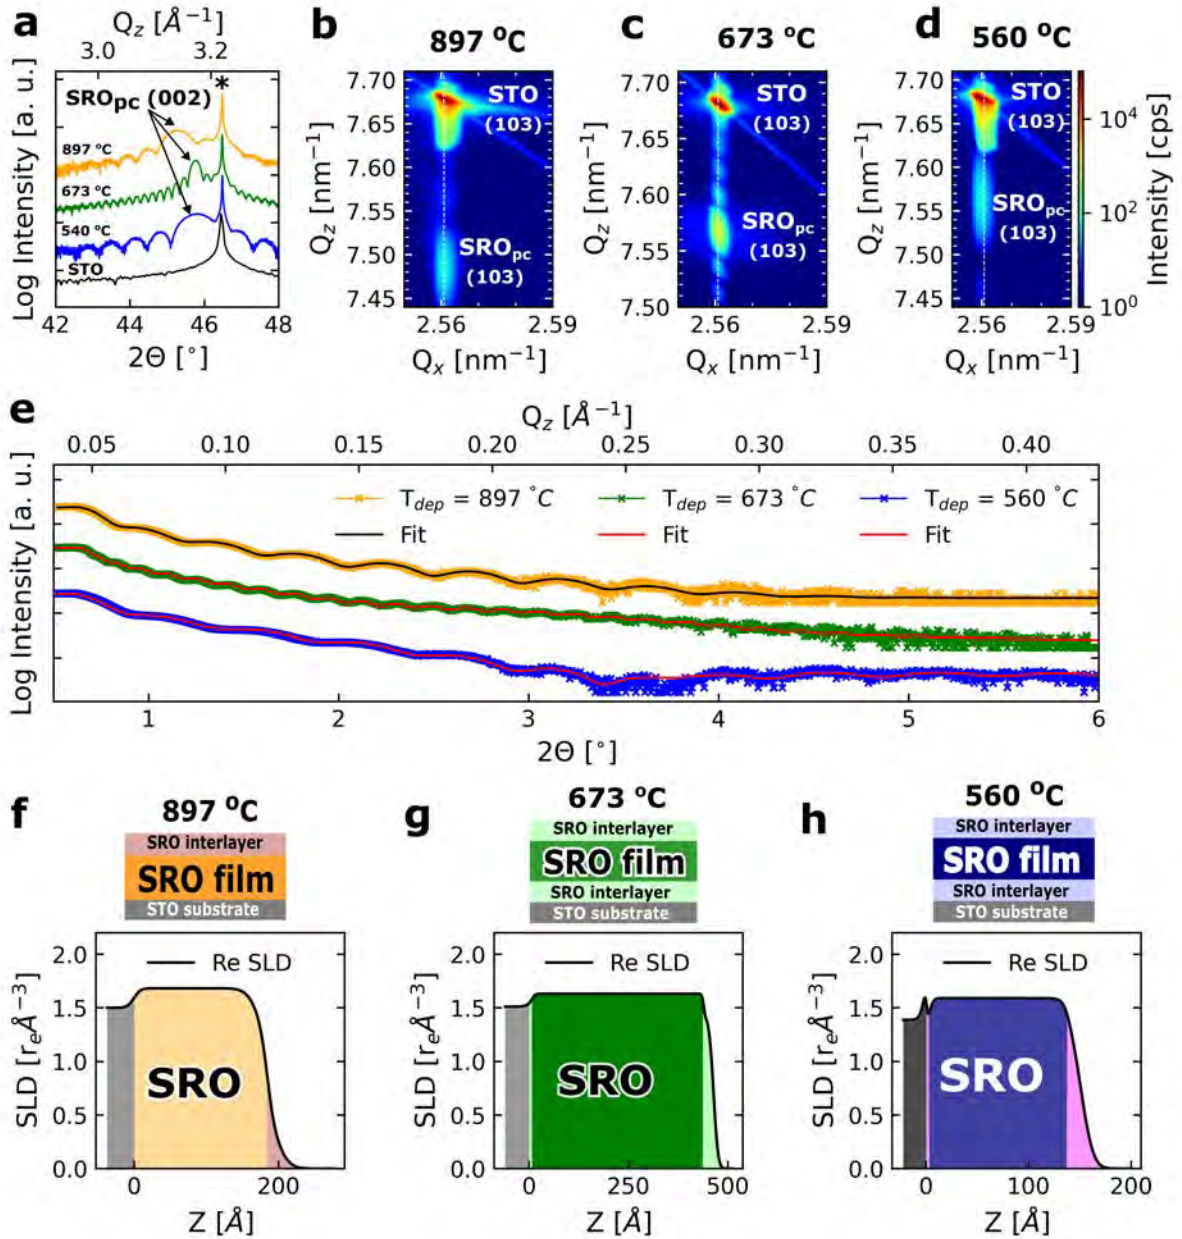 a
Q_z [Å⁻¹]
3.0 3.2
*
SRO_pc (002)
897 °C
673 °C
540 °C
STO
Log Intensity [a. u.]
42 44 46 48
2Θ [°]
b
897 °C
7.70
7.65
7.60
7.55
7.50
7.45
Q_z [nm⁻¹]
STO
(103)
SRO_pc
(103)
2.56 2.59
Q_x [nm⁻¹]
c
673 °C
7.70
7.65
7.60
7.55
7.50
Q_z [nm⁻¹]
STO
(103)
SRO_pc
(103)
2.56 2.59
Q_x [nm⁻¹]
d
560 °C
7.70
7.65
7.60
7.55
7.50
7.45
Q_z [nm⁻¹]
STO
(103)
SRO_pc
(103)
2.56 2.59
Q_x [nm⁻¹]
10⁴
10²
10⁰
Intensity [cps]
e
Q_z [Å⁻¹]
0.05 0.10 0.15 0.20 0.25 0.30 0.35 0.40
Log Intensity [a. u.]
T_dep = 897 °C T_dep = 673 °C T_dep = 560 °C
Fit Fit Fit
1 2 3 4 5 6
2Θ [°]
f
897 °C
SRO interlayer
SRO film
STO substrate
2.0
1.5
1.0
0.5
0.0
SLD [r_eÅ⁻³]
Re SLD
SRO
0 200
Z [Å]
g
673 °C
SRO interlayer
SRO film
SRO interlayer
STO substrate
2.0
1.5
1.0
0.5
0.0
SLD [r_eÅ⁻³]
Re SLD
SRO
0 250 500
Z [Å]
h
560 °C
SRO interlayer
SRO film
SRO interlayer
STO substrate
2.0
1.5
1.0
0.5
0.0
SLD [r_eÅ⁻³]
Re SLD
SRO
0 100 200
Z [Å]